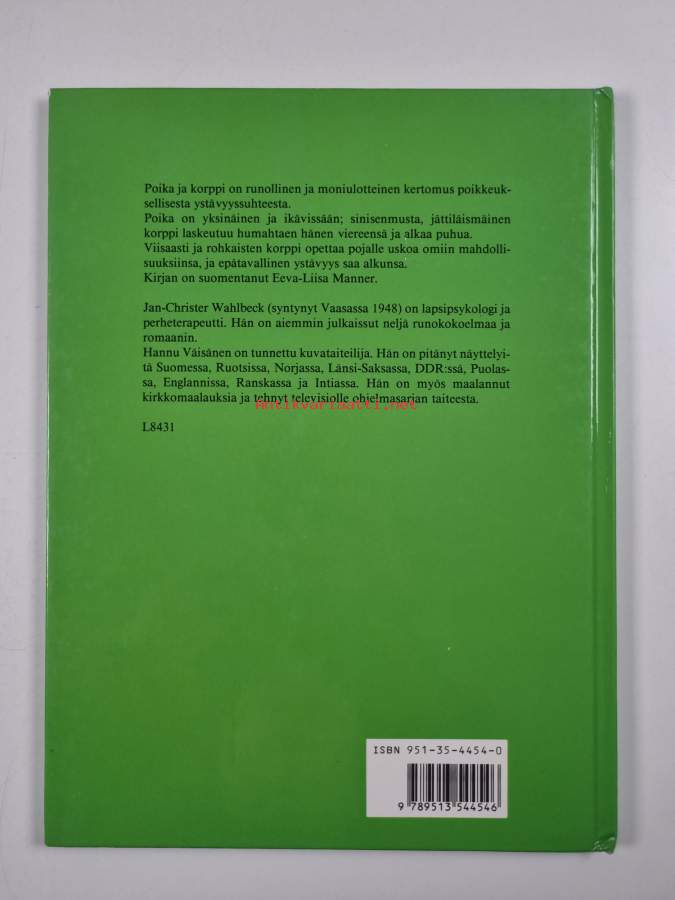 Poika ja korppi on runollinen ja moniulotteinen kertomus poikkeuk-
sellisesta ystävyyssuhteesta.
Poika on yksinäinen ja ikävissään; sinisenmusta, jättiläismäinen
korppi laskeutuu humahtaen hänen viereensä ja alkaa puhua.
Viisaasti ja rohkaisten korppi opettaa pojalle uskoa omiin mahdolli-
suuksiinsa, ja epätavallinen ystävyys saa alkunsa.
Kirjan on suomentanut Eeva-Liisa Manner.
Jan-Christer Wahlbeck (syntynyt Vaasassa 1948) on lapsipsykologi ja
perheterapeutti. Hän on aiemmin julkaissut neljä runokokoelmaa ja
romaanin.
Hannu Väisänen on tunnettu kuvataiteilija. Hän on pitänyt näyttelyi-
tä Suomessa, Ruotsissa, Norjassa, Länsi-Saksassa, DDR:ssä, Puolas-
sa, Englannissa, Ranskassa ja Intiassa. Hän on myös maalannut
kirkkomaalauksia ja tehnyt televisiolle ohjelmasarjan taiteesta.
Antikvariaatti.net
L8431
ISBN 951-35-4454-0
9 789513 544546